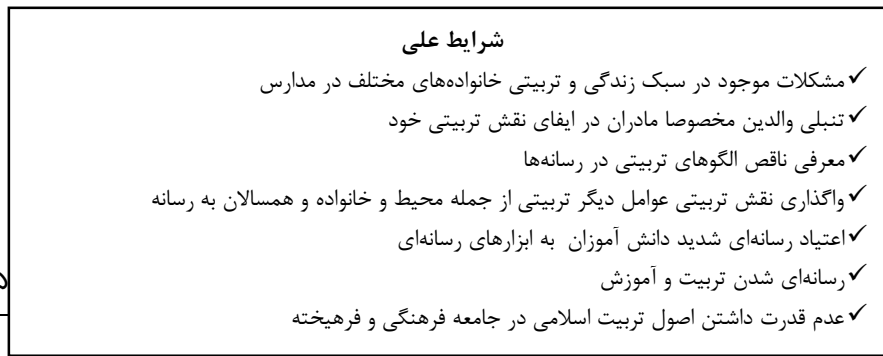 شرایط علی
✓مشکلات موجود در سبک زندگی و تربیتی خانواده‌های مختلف در مدارس
✓تنبلی والدین مخصوصا مادران در ایفای نقش تربیتی خود
✓معرفی ناقص الگوهای تربیتی در رسانه‌ها
✓واگذاری نقش تربیتی عوامل دیگر تربیتی از جمله محیط و خانواده و همسالان به رسانه
✓اعتیاد رسانه‌ای شدید دانش آموزان به ابزارهای رسانه‌ای
✓رسانه‌ای شدن تربیت و آموزش
✓عدم قدرت داشتن اصول تربیت اسلامی در جامعه فرهنگی و فرهیخته